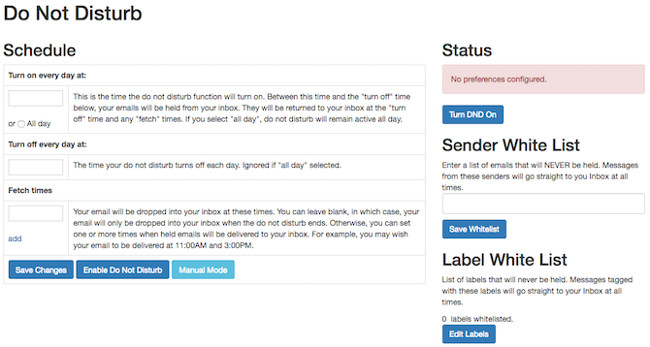 Do Not Disturb
Schedule
Turn on every day at:
This is the time the do not disturb function will turn on. Between this time and the "turn off" time
below, your emails will be held from your inbox. They will be returned to your inbox at the "turn
off" time and any "fetch" times. If you select "all day", do not disturb will remain active all day.
or All day
Turn off every day at:
The time your do not disturb turns off each day. Ignored if "all day" selected.
Fetch times
Your email will be dropped into your inbox at these times. You can leave blank, in which case, your
email will only be dropped into your inbox when the do not disturb ends. Otherwise, you can set
one or more times when held emails will be delivered to your inbox. For example, you may wish
your email to be delivered at 11:00AM and 3:00PM.
add
Save Changes
Enable Do Not Disturb
Manual Mode
Status
No preferences configured.
Turn DND On
Sender White List
Enter a list of emails that will NEVER be held. Messages
from these senders will go straight to you Inbox at all
times.
Save Whitelist
Label White List
List of labels that will never be held. Messages tagged
with these labels will go straight to your Inbox at all
times.
0 labels whitelisted.
Edit Labels